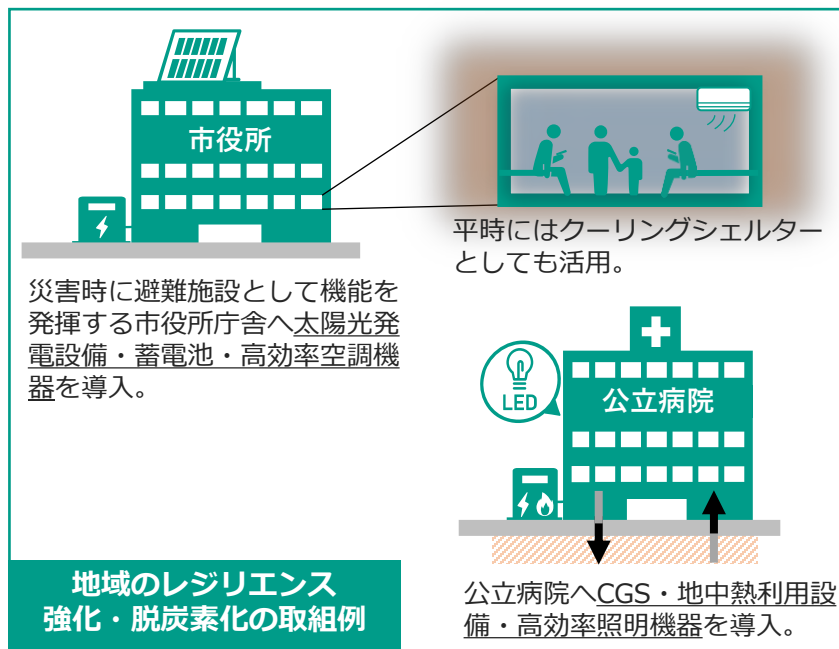 市役所
災害時に避難施設として機能を
発揮する市役所庁舎へ太陽光発
電設備・蓄電池・高効率空調機
器を導入。
平時にはクーリングシェルター
としても活用。
LED
公立病院
公立病院へCGS・地中熱利用設
備・高効率照明機器を導入。
地域のレジリエンス
強化・脱炭素化の取組例